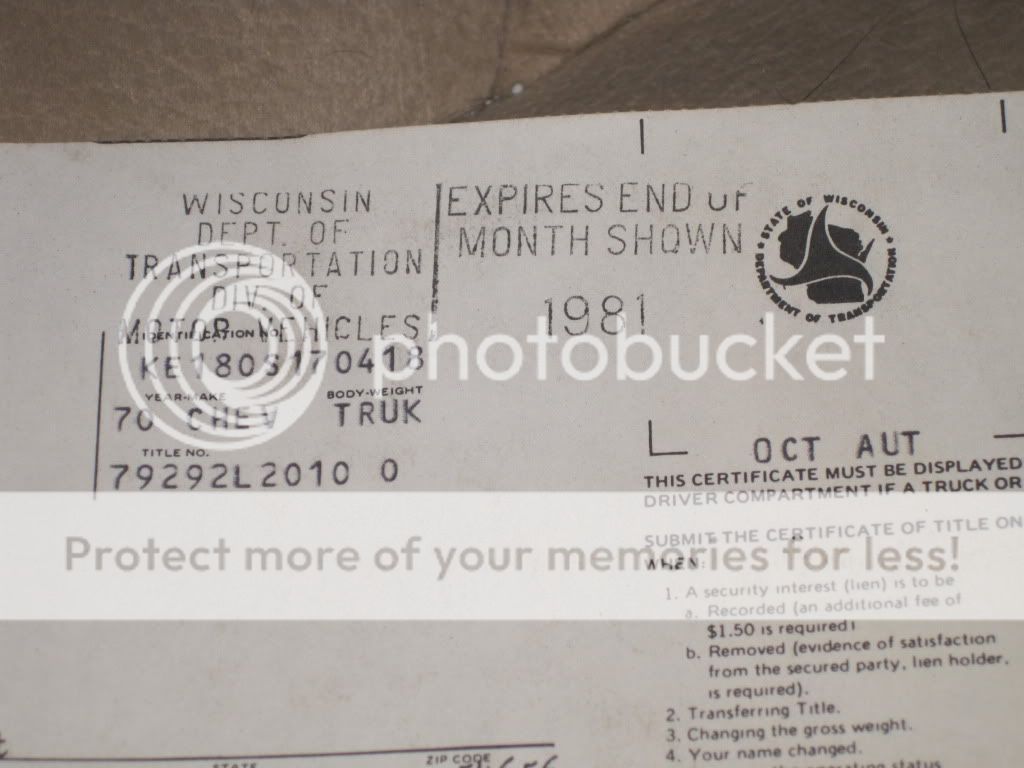 WISCONSIN
DEPT. OF
TRANSPORTATION
DIV. OF
MOTOR VEHICLES
EXPIRES END OF
MONTH SHOWN
1981
STATE OF WISCONSIN
DEPARTMENT OF TRANSPORTATION
IDENTIFICATION NO.
KE180S170418
YEAR-MAKE BODY-WEIGHT
70 CHEV TRUK
TITLE NO.
79292L2010 0
photobucket
Protect more of your memories for less!
OCT AUT
THIS CERTIFICATE MUST BE DISPLAYED
DRIVER COMPARTMENT IF A TRUCK OR
SUBMIT THE CERTIFICATE OF TITLE ON
WHEN:
1. A security interest (lien) is to be
a. Recorded (an additional fee of
$1.50 is required)
b. Removed (evidence of satisfaction
from the secured party, lien holder,
is required).
2. Transferring Title.
3. Changing the gross weight.
4. Your name changed.
operating status
STATE ZIP CODE